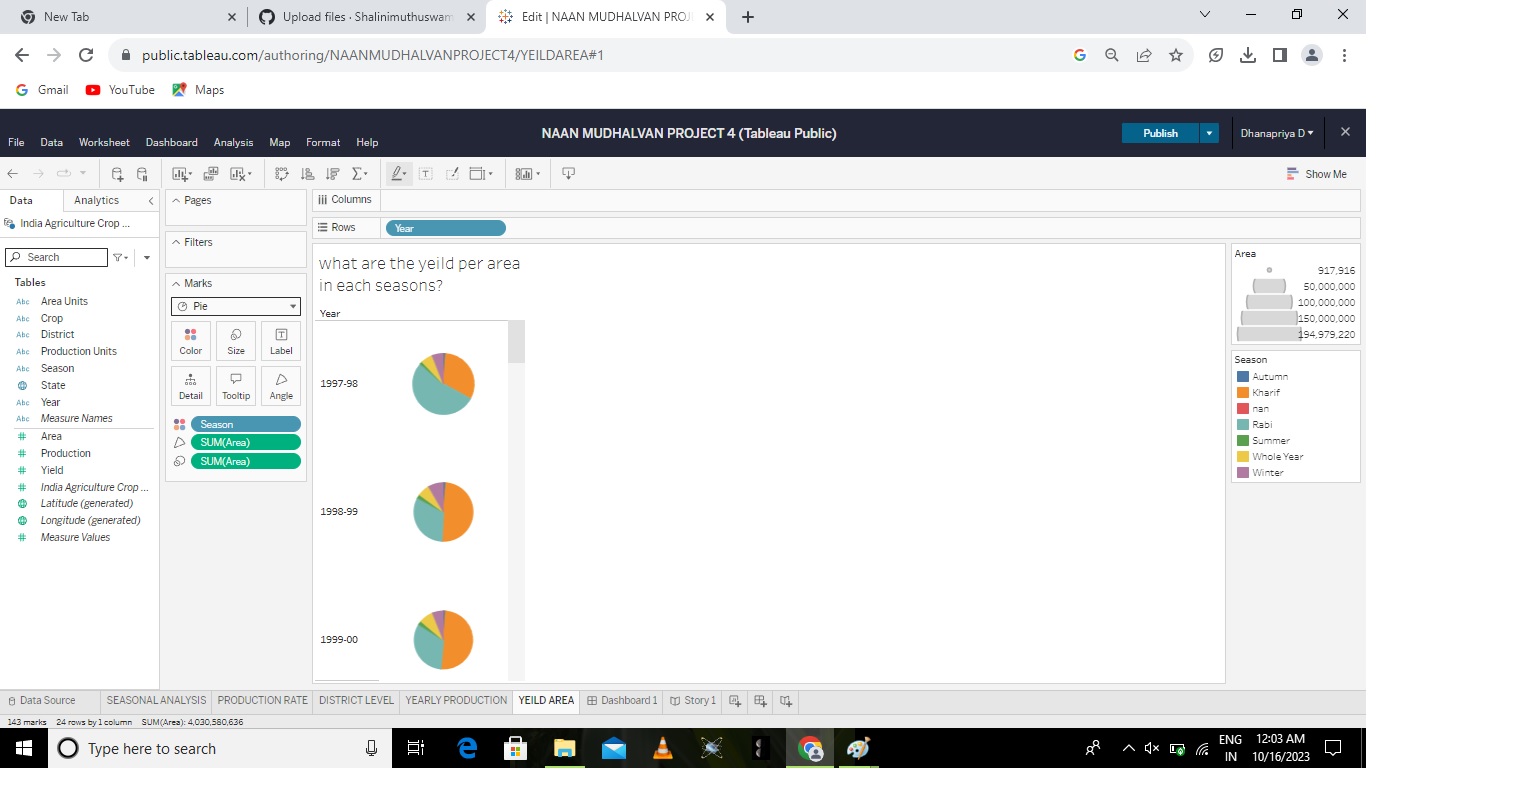 New Tab
Upload files · Shalinimuthuswam
Edit | NAAN MUDHALVAN PROJ
public.tableau.com/authoring/NAANMUDHALVANPROJECT4/YEILDAREA#1
Gmail YouTube Maps
NAAN MUDHALVAN PROJECT 4 (Tableau Public)
Publish
Dhanapriya D
File Data Worksheet Dashboard Analysis Map Format Help
Show Me
Data Analytics
India Agriculture Crop ...
Search
Tables
Abc Area Units
Abc Crop
Abc District
Abc Production Units
Abc Season
State
Abc Year
Abc Measure Names
# Area
# Production
# Yield
# India Agriculture Crop ...
Latitude (generated)
Longitude (generated)
# Measure Values
Pages
Filters
Marks
Pie
Color Size Label
Detail Tooltip Angle
Season
SUM(Area)
SUM(Area)
Columns
Rows Year
what are the yeild per area
in each seasons?
Year
1997-98
1998-99
1999-00
Area
917,916
50,000,000
100,000,000
150,000,000
194,979,220
Season
Autumn
Kharif
nan
Rabi
Summer
Whole Year
Winter
Data Source SEASONAL ANALYSIS PRODUCTION RATE DISTRICT LEVEL YEARLY PRODUCTION YEILD AREA Dashboard 1 Story 1
143 marks 24 rows by 1 column SUM(Area): 4,030,580,636
Type here to search
ENG
IN
12:03 AM
10/16/2023